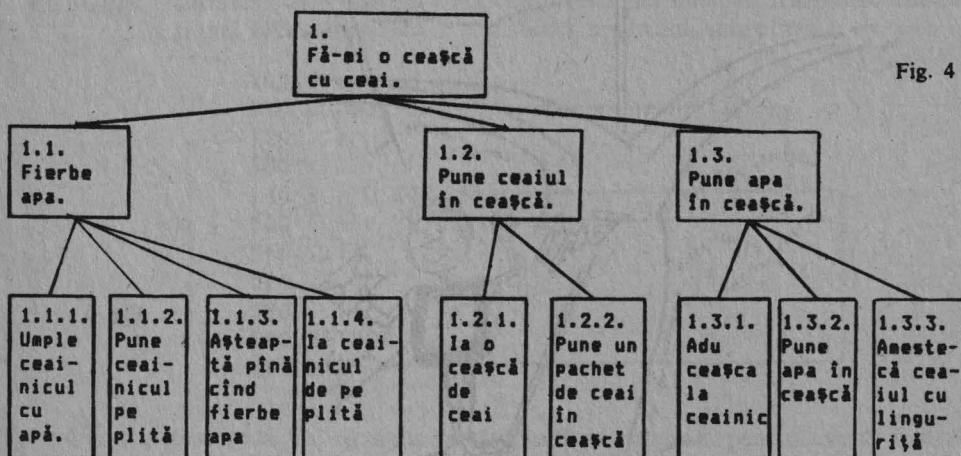 1.
Fă-mi o ceaşcă
cu ceai.
Fig. 4
1.1.
Fierbe
apa.
1.2.
Pune ceaiul
în ceaşcă.
1.3.
Pune apa
în ceaşcă.
1.1.1.
Umple
ceai-
nicul
cu
apă.
1.1.2.
Pune
ceai-
nicul
pe
plită
1.1.3.
Aşteap-
tă pînă
cînd
fierbe
apa
1.1.4.
Ia ceai-
nicul
de pe
plită
1.2.1.
Ia o
ceaşcă
de
ceai
1.2.2.
Pune un
pachet
de ceai
în
ceaşcă
1.3.1.
Adu
ceaşca
la
ceainic
1.3.2.
Pune
apa în
ceaşcă
1.3.3.
Ameste-
că cea-
iul cu
lingu-
riţă